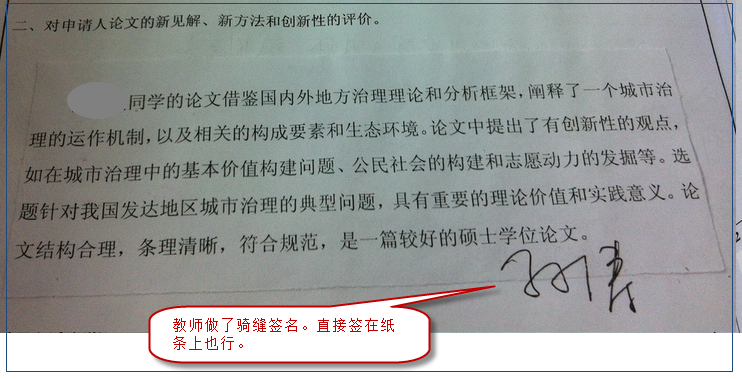 二、对申请人论文的新见解、新方法和创新性的评价。
同学的论文借鉴国内外地方治理理论和分析框架，阐释了一个城市治
理的运作机制，以及相关的构成要素和生态环境。论文中提出了有创新性的观点，
如在城市治理中的基本价值构建问题、公民社会的构建和志愿动力的发掘等。选
题针对我国发达地区城市治理的典型问题，具有重要的理论价值和实践意义。论
文结构合理，条理清晰，符合规范，是一篇较好的硕士学位论文。
教师做了骑缝签名。直接签在纸
条上也行。